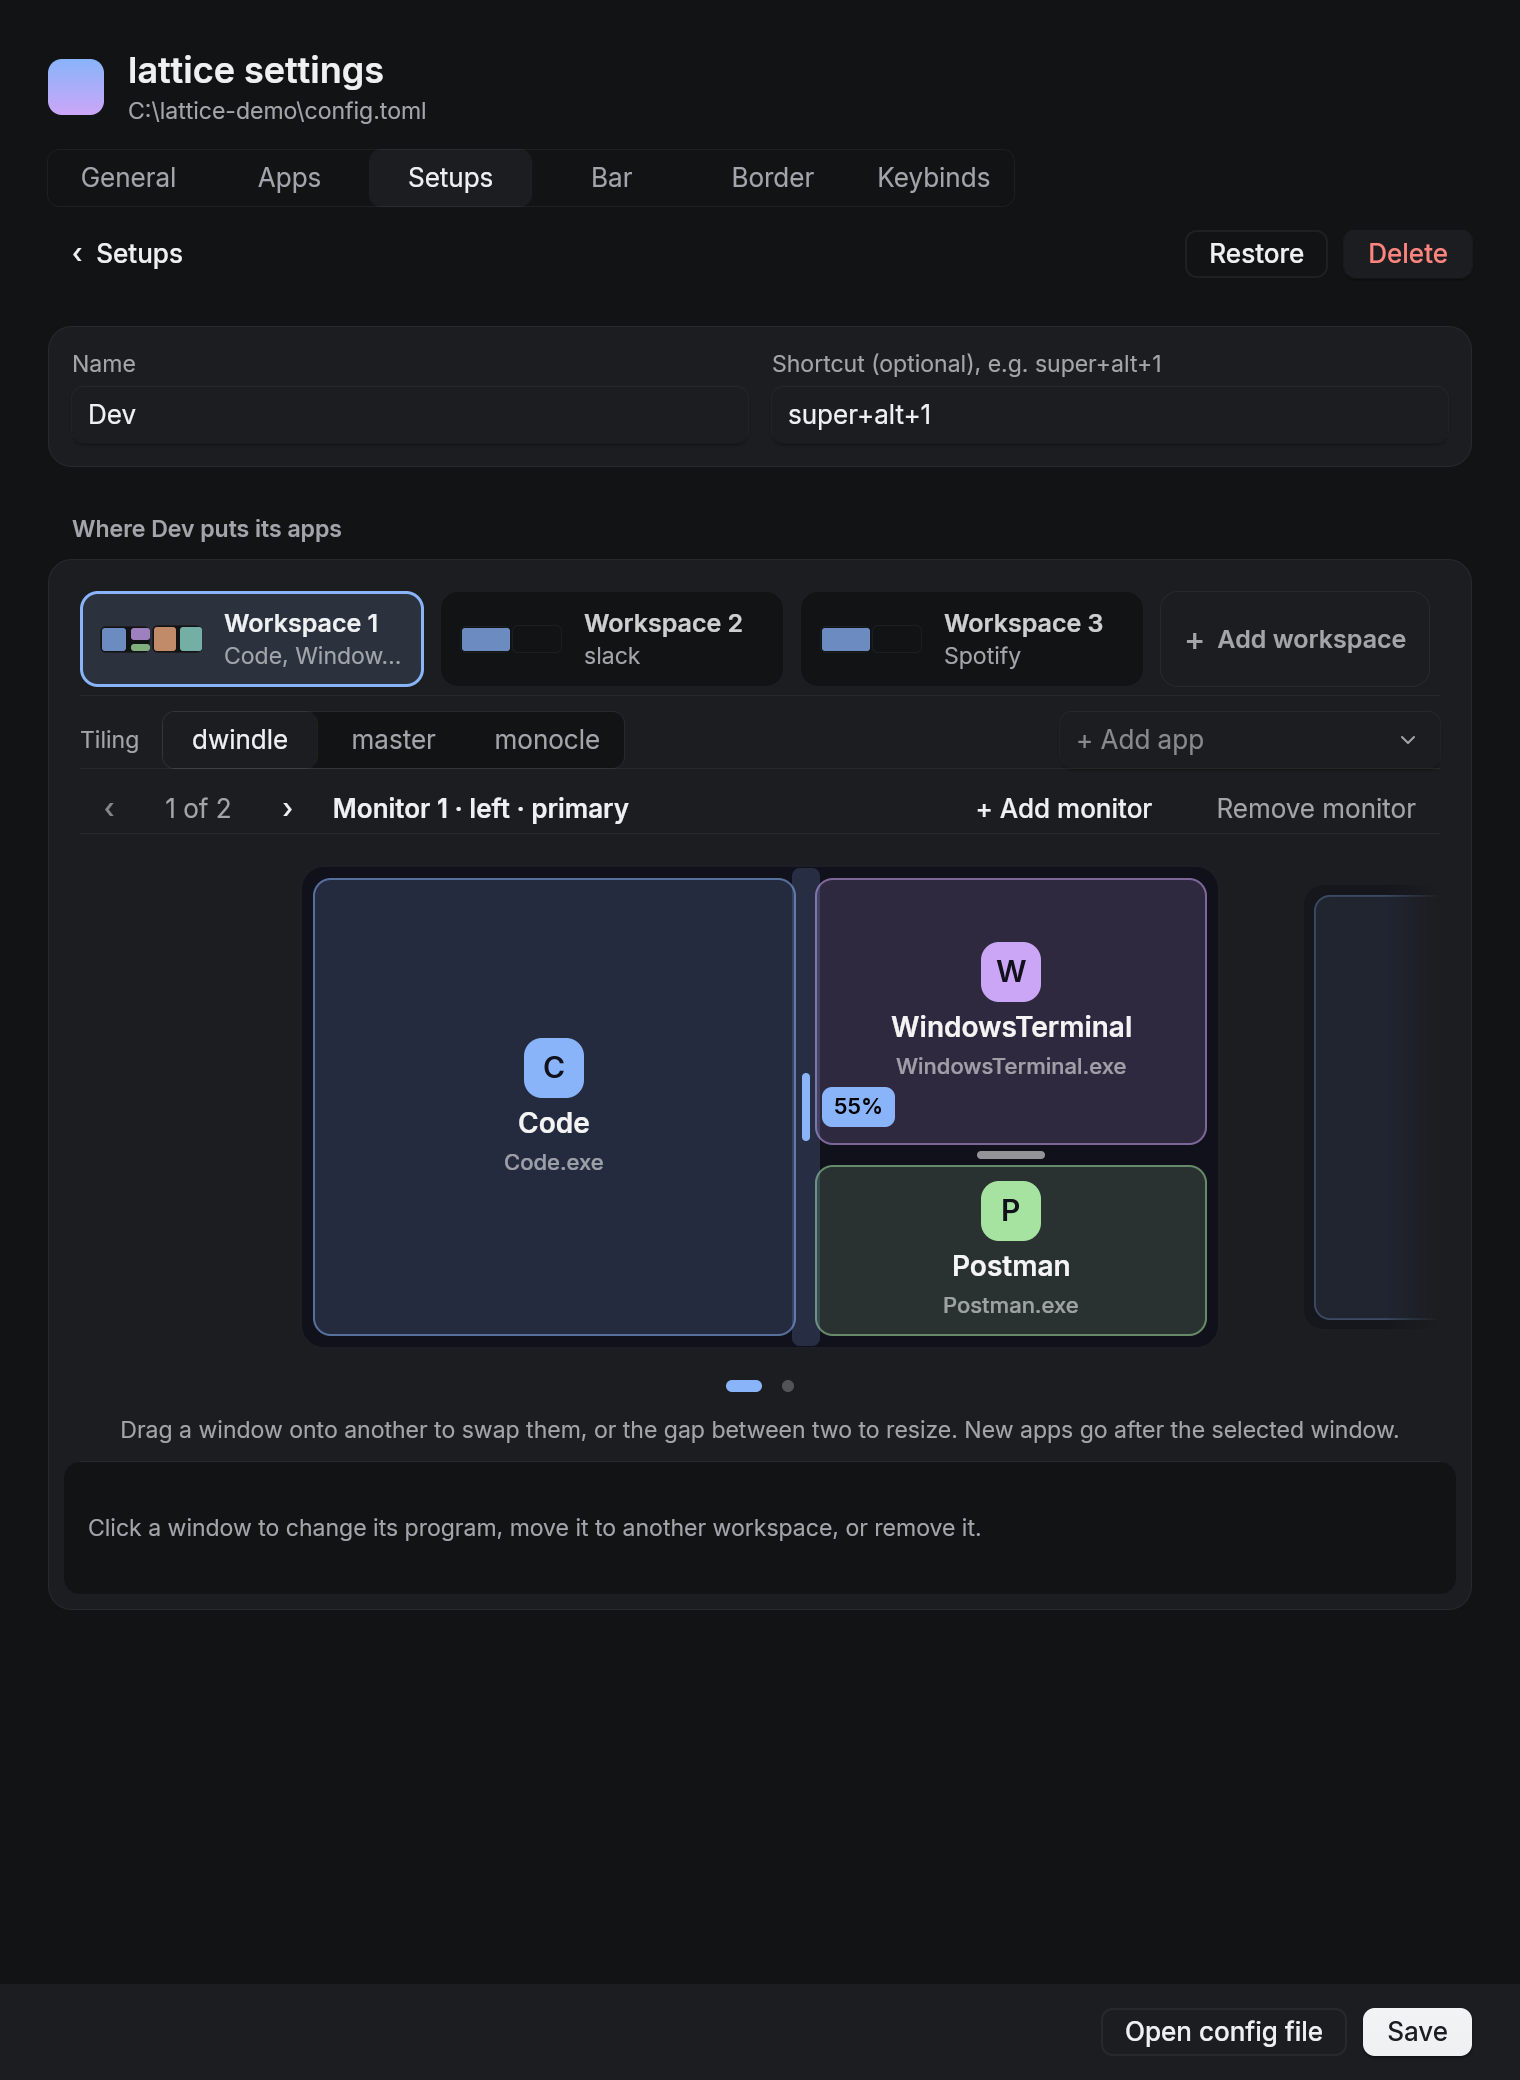 lattice settings
C:\lattice-demo\config.toml
General Apps Setups Bar Border Keybinds
‹ Setups Restore Delete
Name Shortcut (optional), e.g. super+alt+1
Dev super+alt+1
Where Dev puts its apps
Workspace 1
Code, Window...
Workspace 2
slack
Workspace 3
Spotify
+ Add workspace
Tiling dwindle master monocle + Add app
‹ 1 of 2 › Monitor 1 · left · primary + Add monitor Remove monitor
C
Code
Code.exe
W
WindowsTerminal
WindowsTerminal.exe
55%
P
Postman
Postman.exe
Drag a window onto another to swap them, or the gap between two to resize. New apps go after the selected window.
Click a window to change its program, move it to another workspace, or remove it.
Open config file Save